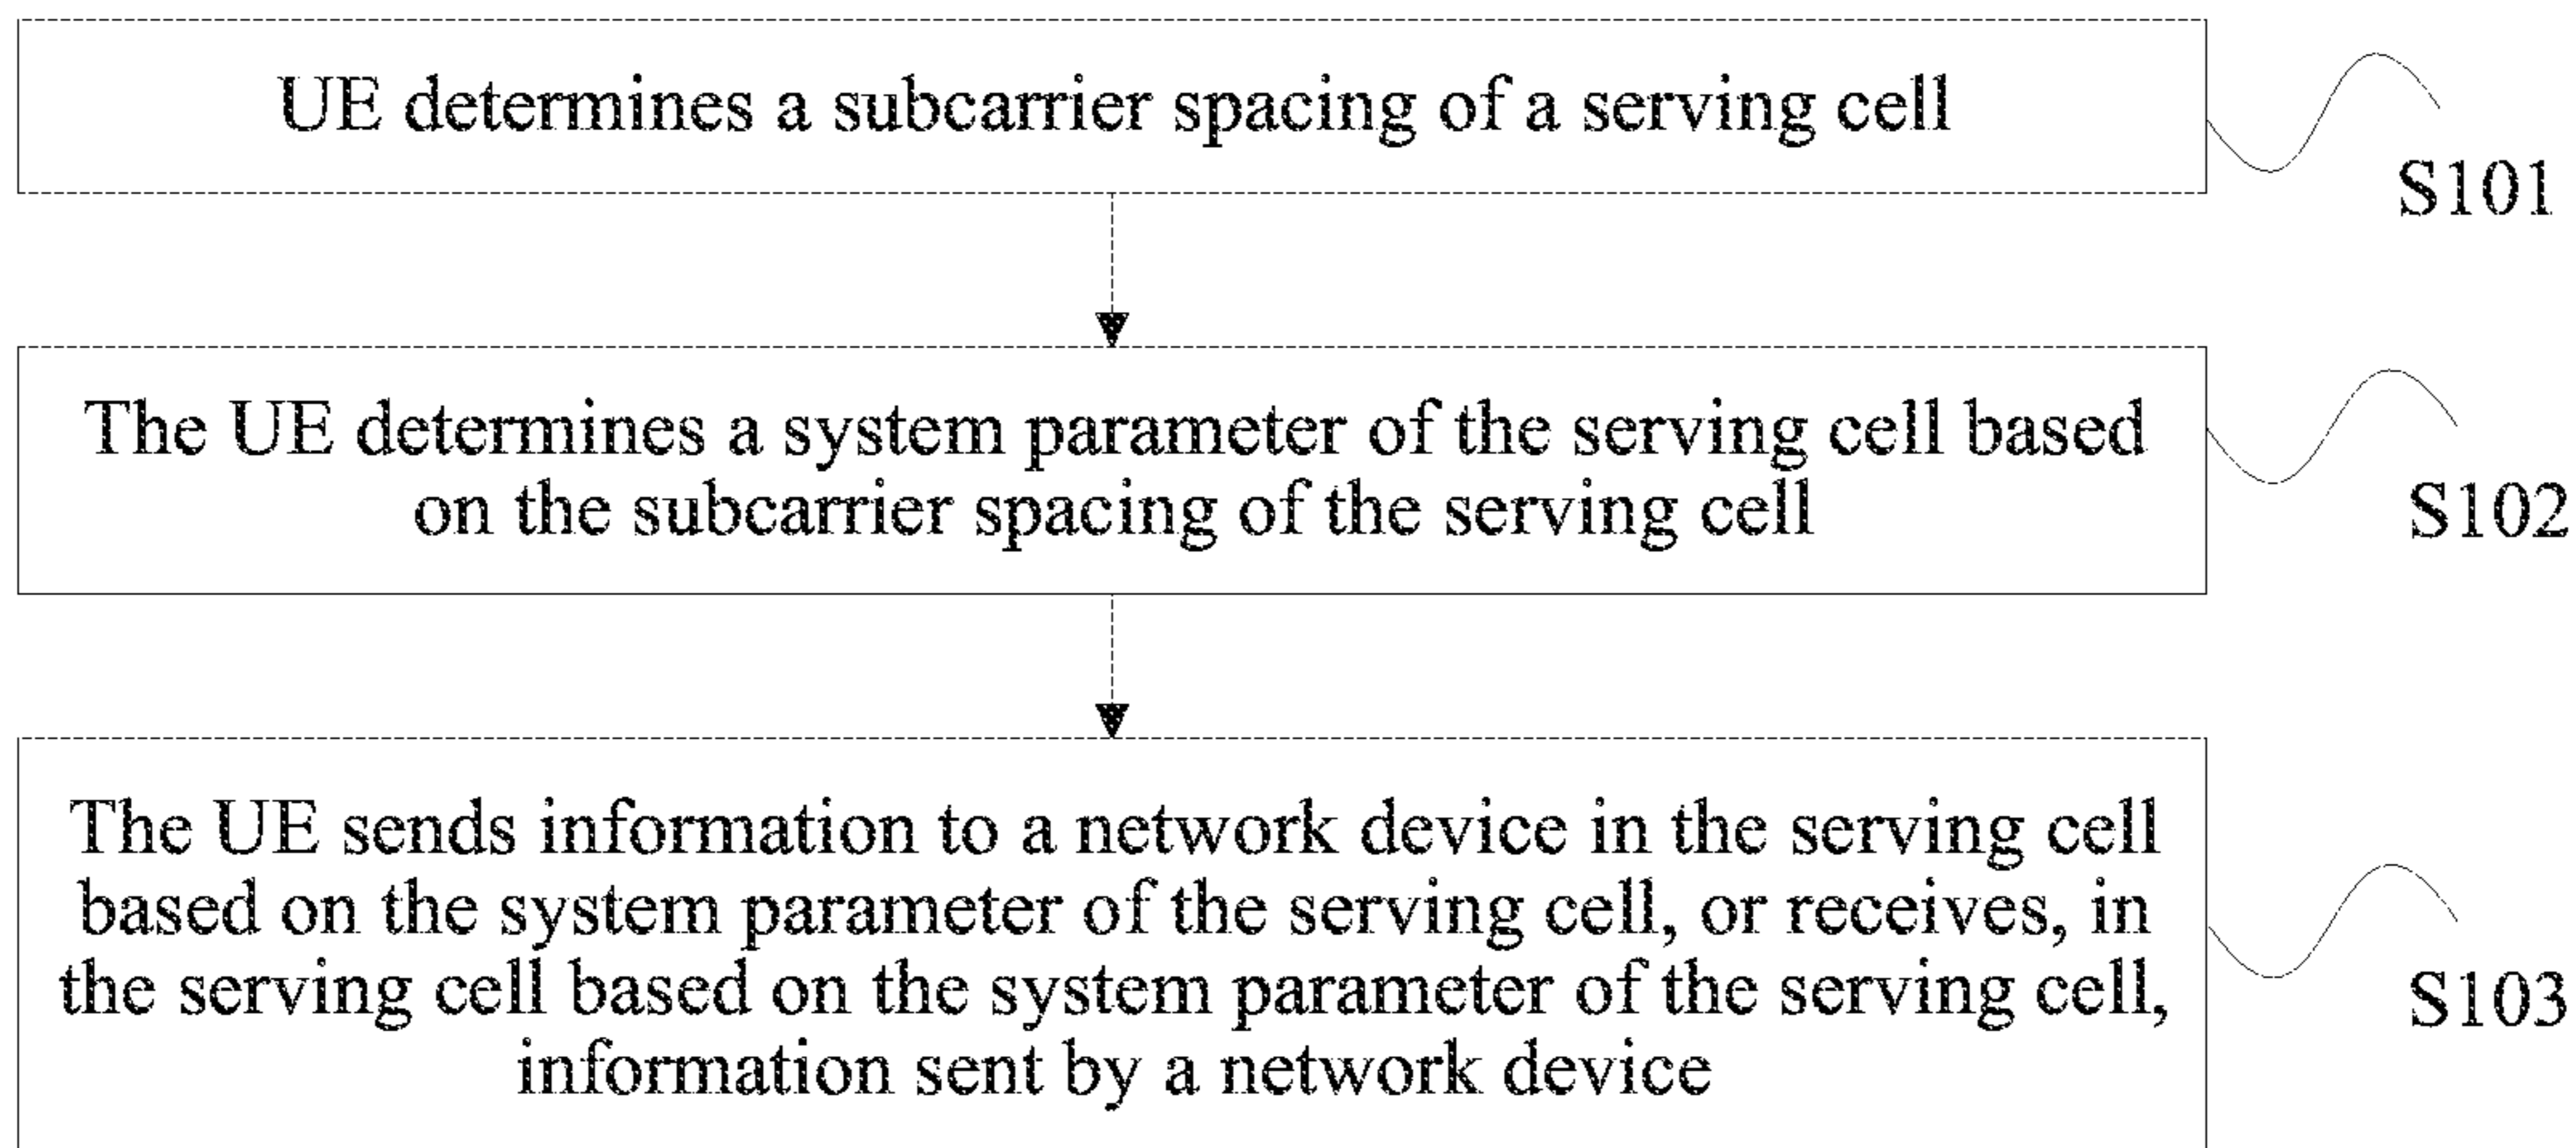 UE determines a subcarrier spacing of a serving cell
S101
The UE determines a system parameter of the serving cell based
on the subcarrier spacing of the serving cell
S102
The UE sends information to a network device in the serving cell
based on the system parameter of the serving cell, or receives, in
the serving cell based on the system parameter of the serving cell,
information sent by a network device
S103